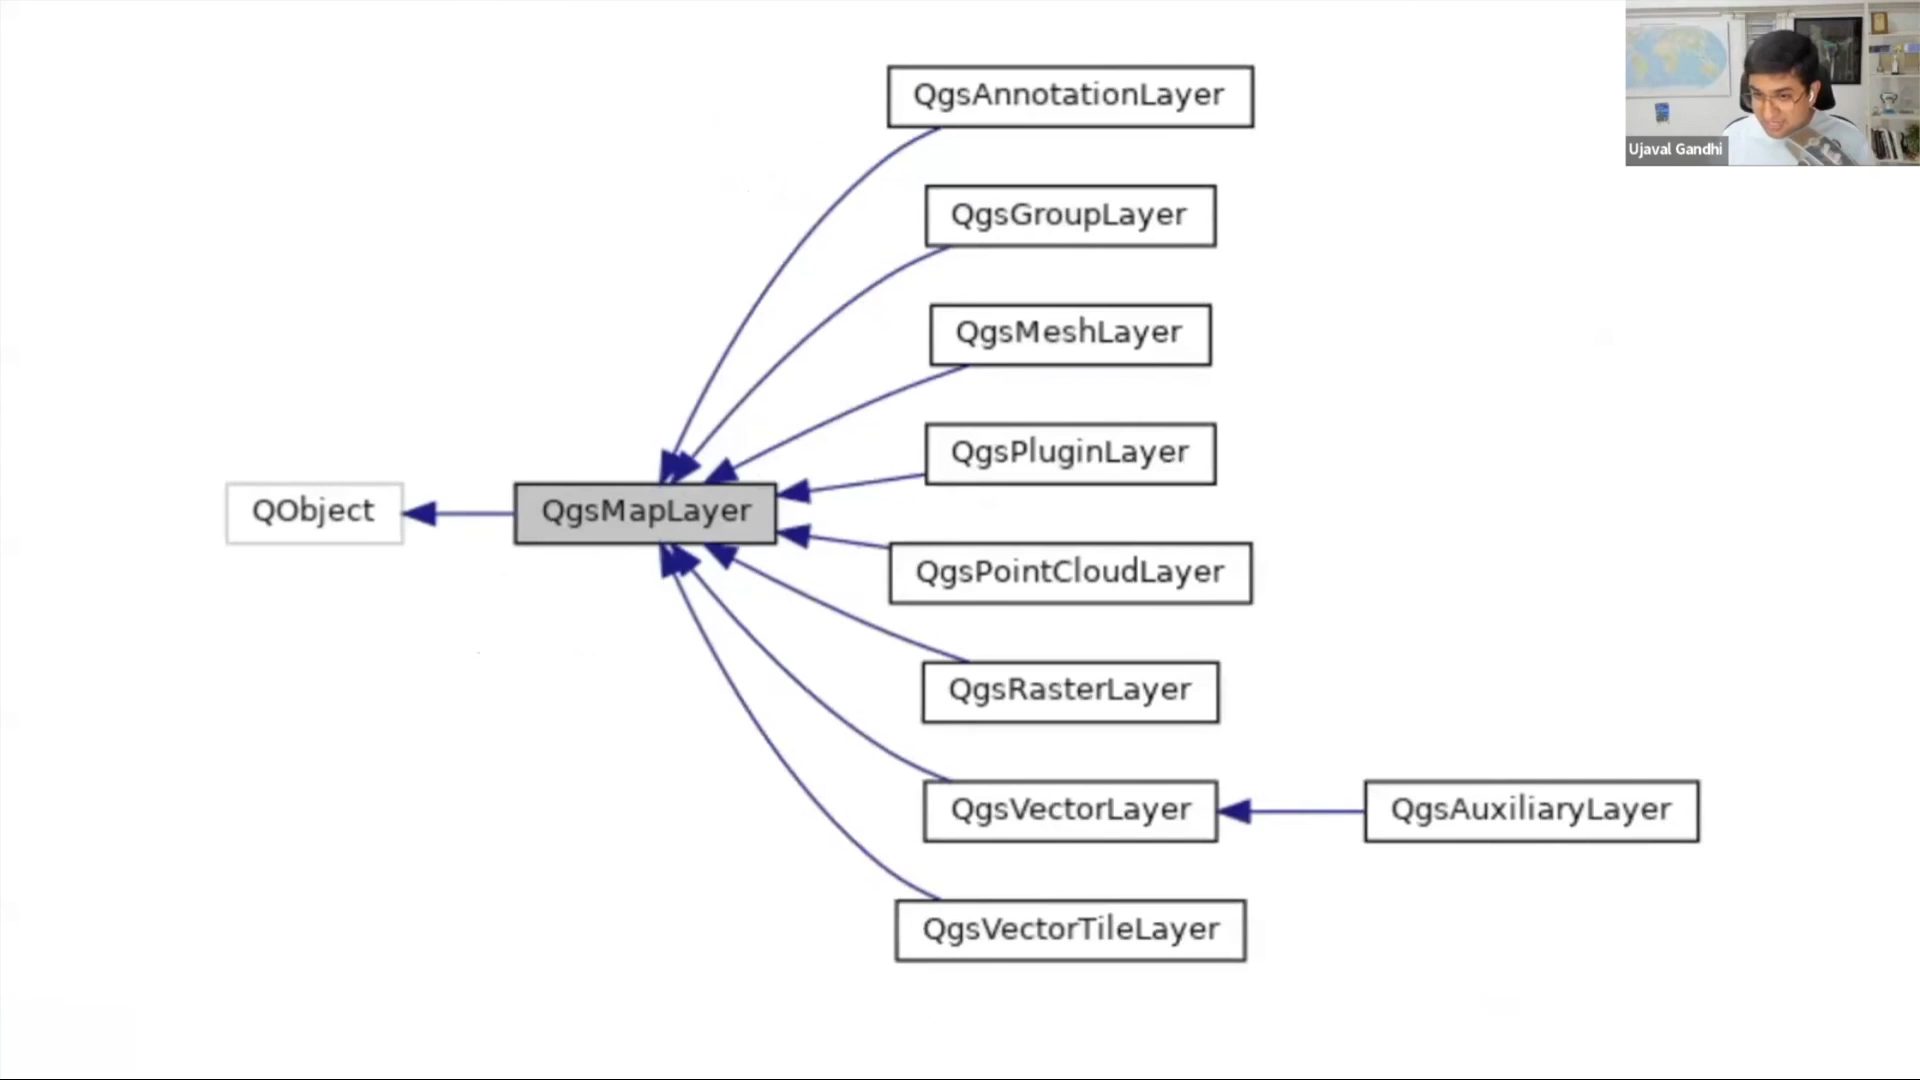 QgsAnnotationLayer
Ujaval Gandhi
QgsGroupLayer
QgsMeshLayer
QgsPluginLayer
QObject
QgsMapLayer
QgsPointCloudLayer
QgsRasterLayer
QgsVectorLayer
QgsAuxiliaryLayer
QgsVectorTileLayer